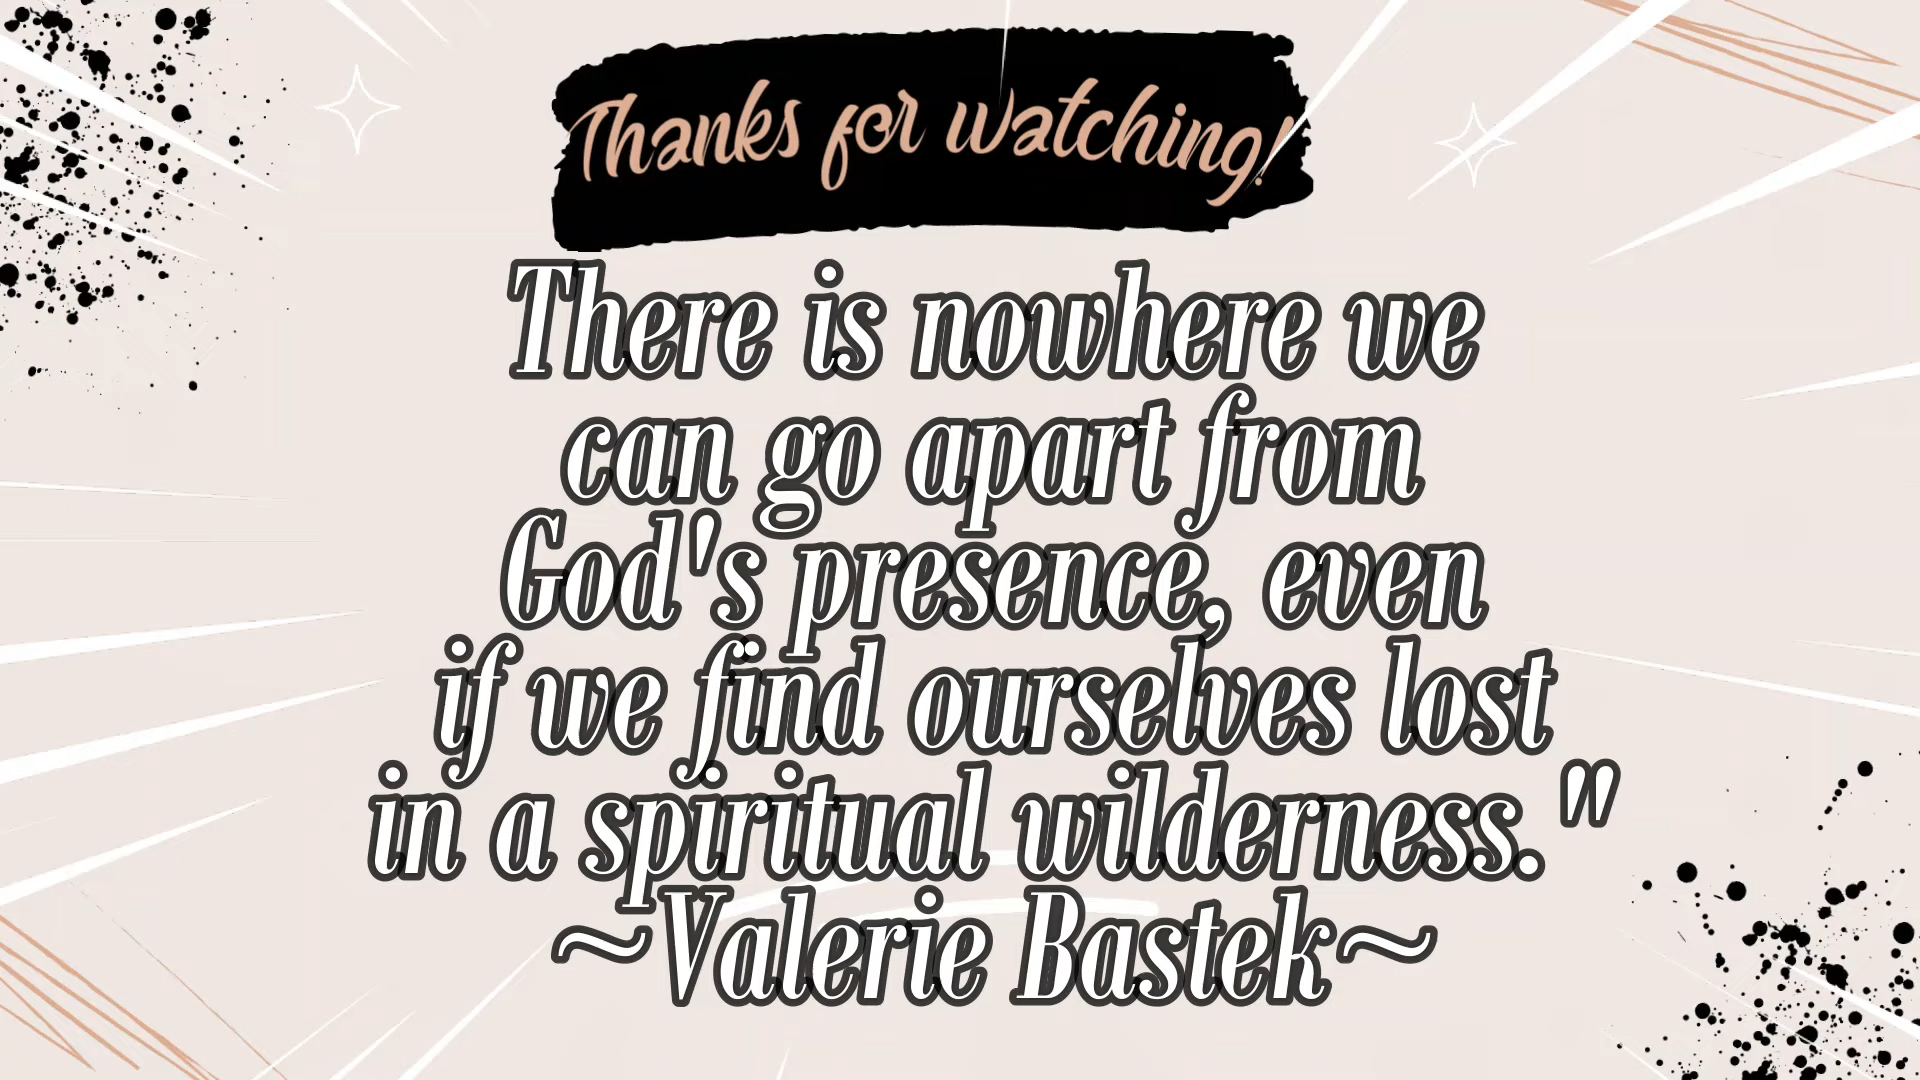 Thanks for watching!
There is nowhere we
can go apart from
God's presence, even
if we find ourselves lost
in a spiritual wilderness."
~Valerie Bastek~